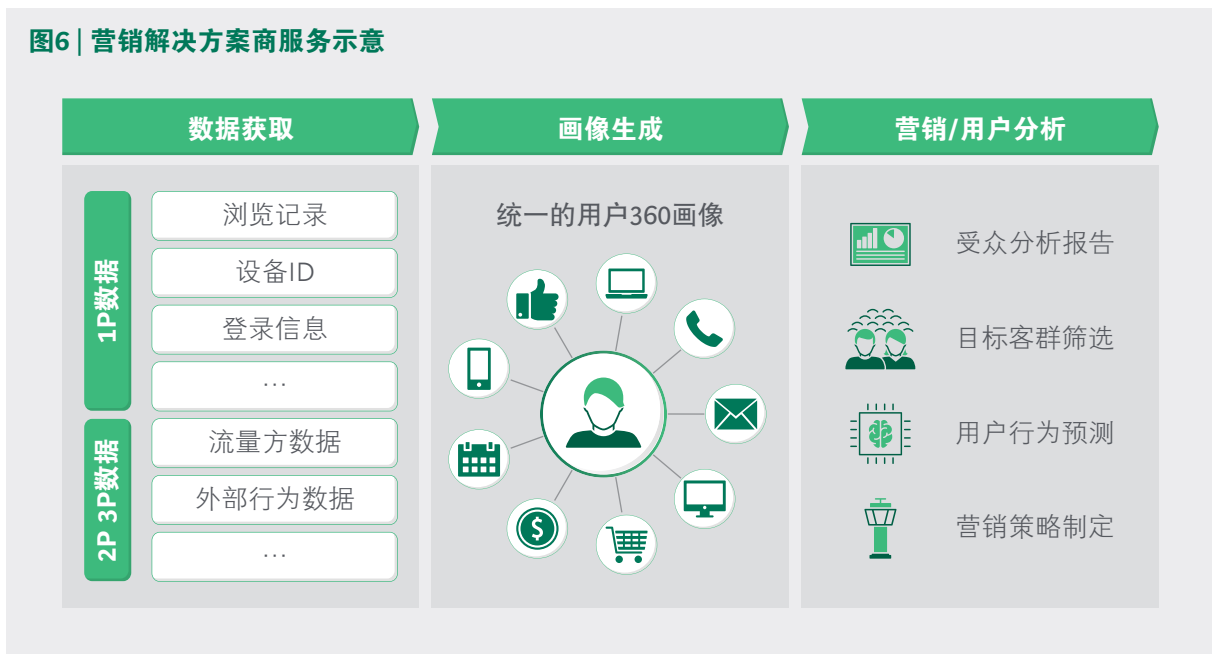 图6 | 营销解决方案商服务示意
数据获取
画像生成
营销/用户分析
1P数据
浏览记录
设备ID
登录信息
...
2P 3P数据
流量方数据
外部行为数据
...
统一的用户360画像
$
受众分析报告
目标客群筛选
用户行为预测
营销策略制定